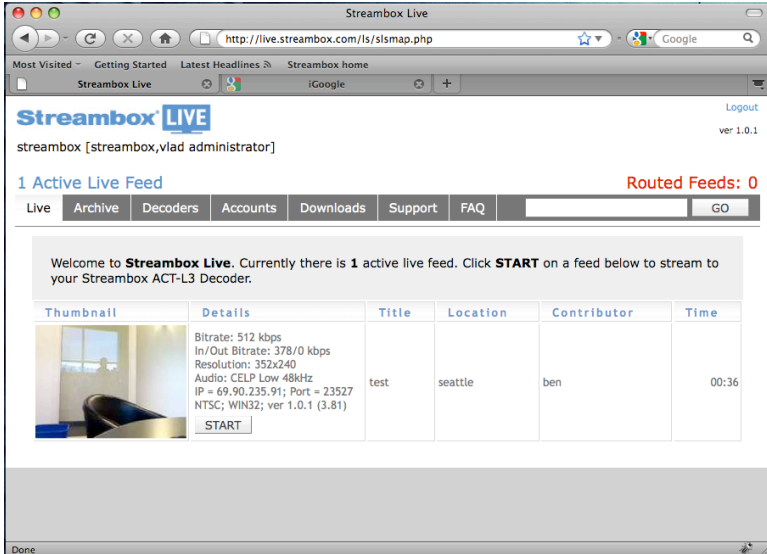 Streambox Live
http://live.streambox.com/ls/slsmap.php
Google
Most Visited Getting Started Latest Headlines Streambox home
Streambox Live iGoogle +
Logout
Streambox LIVE
ver 1.0.1
streambox [streambox,vlad administrator]
1 Active Live Feed Routed Feeds: 0
Live Archive Decoders Accounts Downloads Support FAQ GO
Welcome to Streambox Live. Currently there is 1 active live feed. Click START on a feed below to stream to
your Streambox ACT-L3 Decoder.
Thumbnail Details Title Location Contributor Time
Bitrate: 512 kbps
In/Out Bitrate: 378/0 kbps
Resolution: 352x240
Audio: CELP Low 48kHz
IP = 69.90.235.91; Port = 23527
NTSC; WIN32; ver 1.0.1 (3.81)
START
test seattle ben 00:36
Done